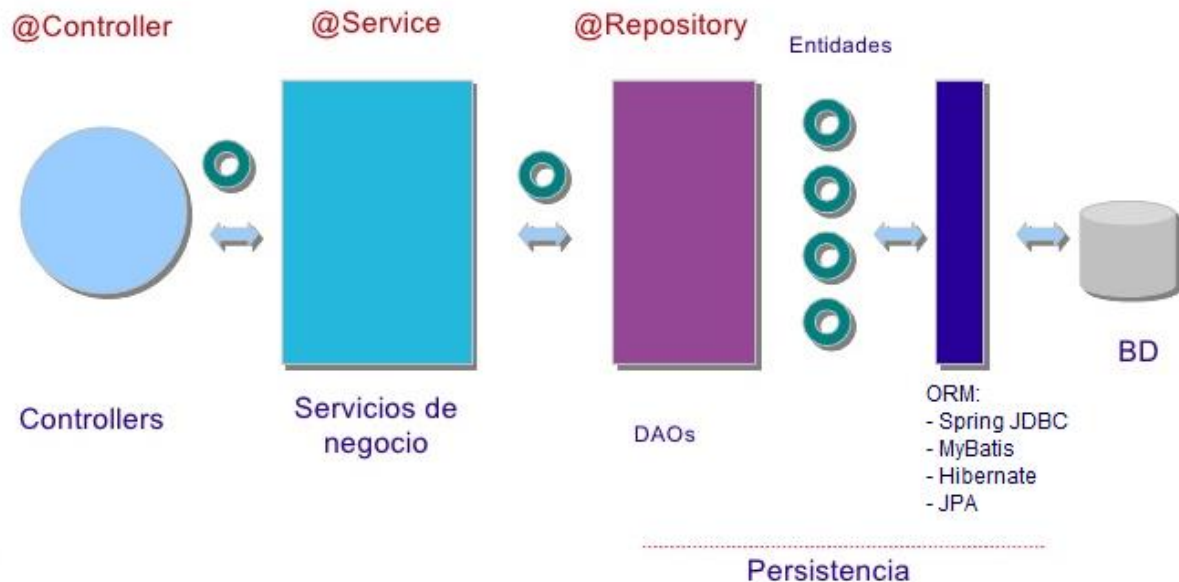 @Controller
@Service
@Repository
Entidades
Controllers
Servicios de
negocio
DAOs
ORM:
- Spring JDBC
- MyBatis
- Hibernate
- JPA
BD
Persistencia